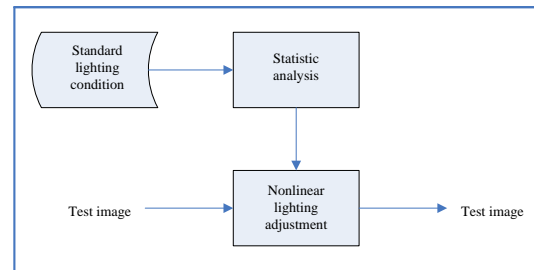 Standard
lighting
condition
Statistic
analysis
Test image
Nonlinear
lighting
adjustment
Test image